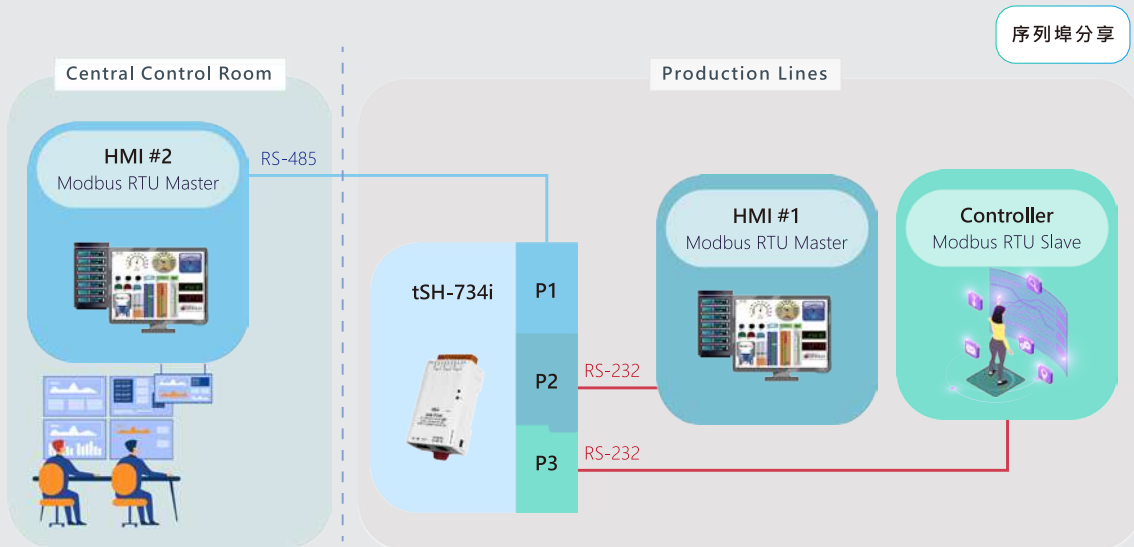 序列埠分享
Central Control Room
Production Lines
HMI #2
Modbus RTU Master
RS-485
HMI #1
Modbus RTU Master
Controller
Modbus RTU Slave
tSH-734i
P1
P2
P3
RS-232
RS-232